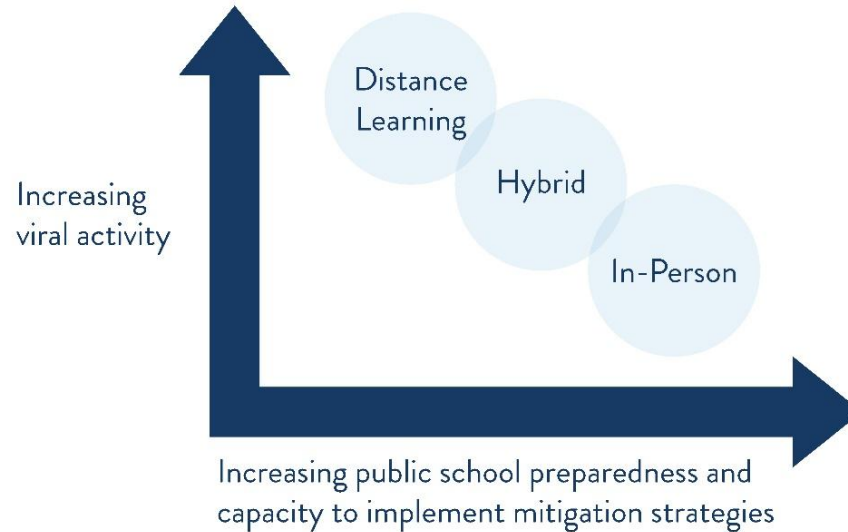 Distance
Learning
Hybrid
Increasing
viral activity
In-Person
Increasing public school preparedness and
capacity to implement mitigation strategies